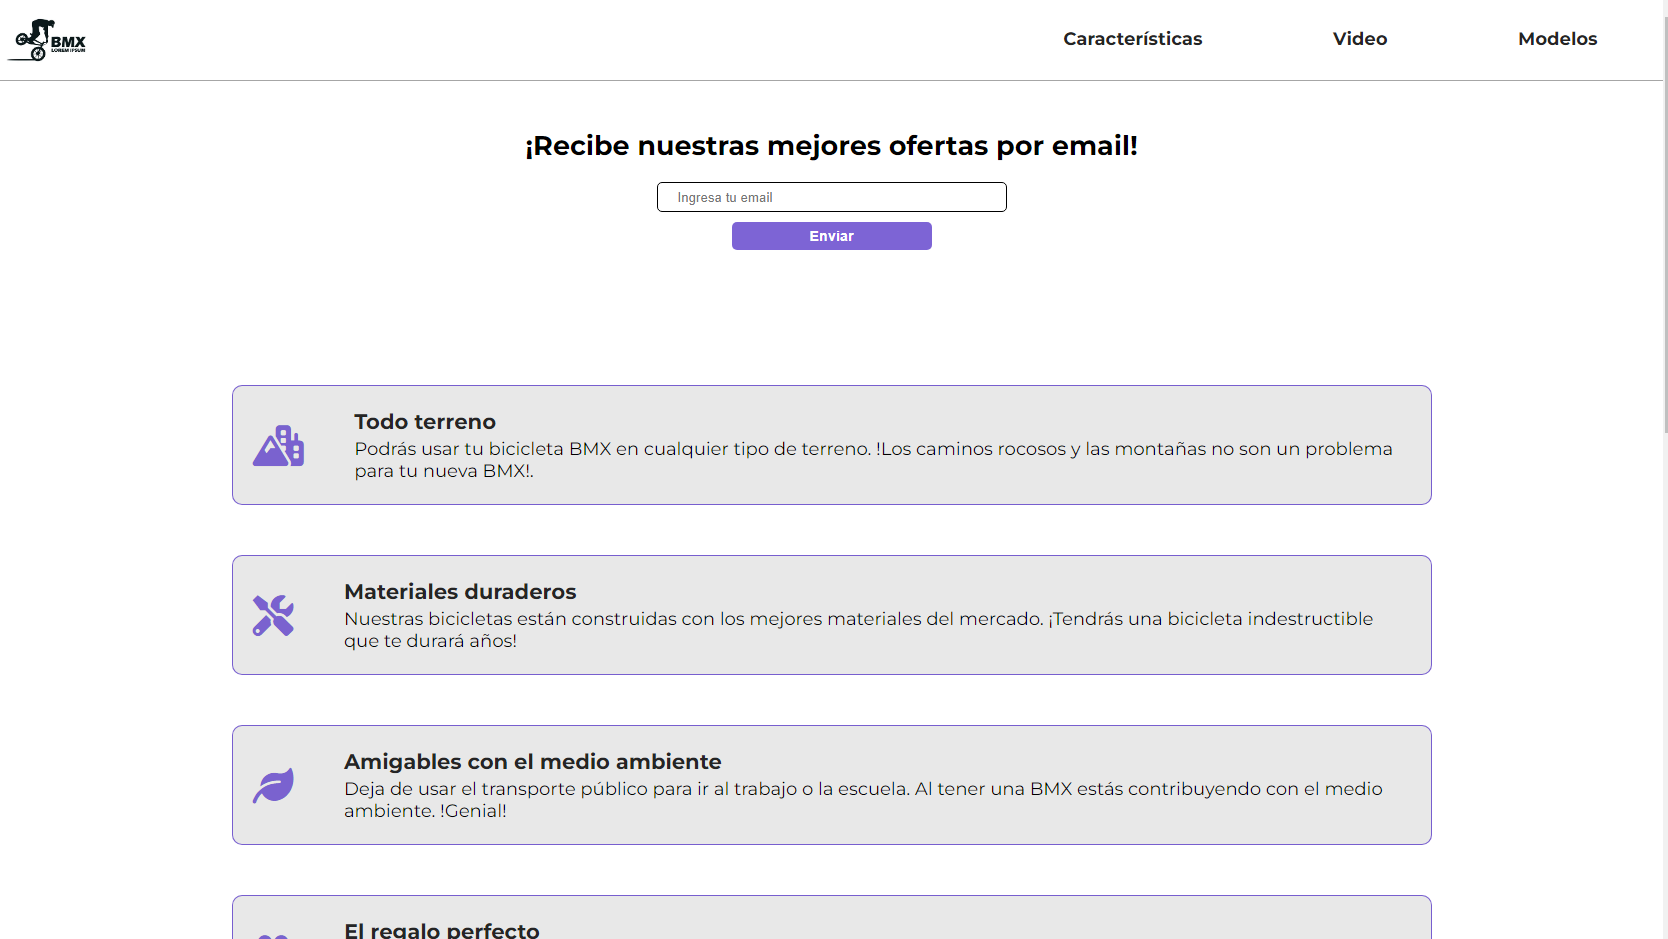 BMX
LOREM IPSUM
Características
Video
Modelos
¡Recibe nuestras mejores ofertas por email!
Ingresa tu email
Enviar
Todo terreno
Podrás usar tu bicicleta BMX en cualquier tipo de terreno. !Los caminos rocosos y las montañas no son un problema
para tu nueva BMX!.
Materiales duraderos
Nuestras bicicletas están construidas con los mejores materiales del mercado. ¡Tendrás una bicicleta indestructible
que te durará años!
Amigables con el medio ambiente
Deja de usar el transporte público para ir al trabajo o la escuela. Al tener una BMX estás contribuyendo con el medio
ambiente. !Genial!
El regalo perfecto